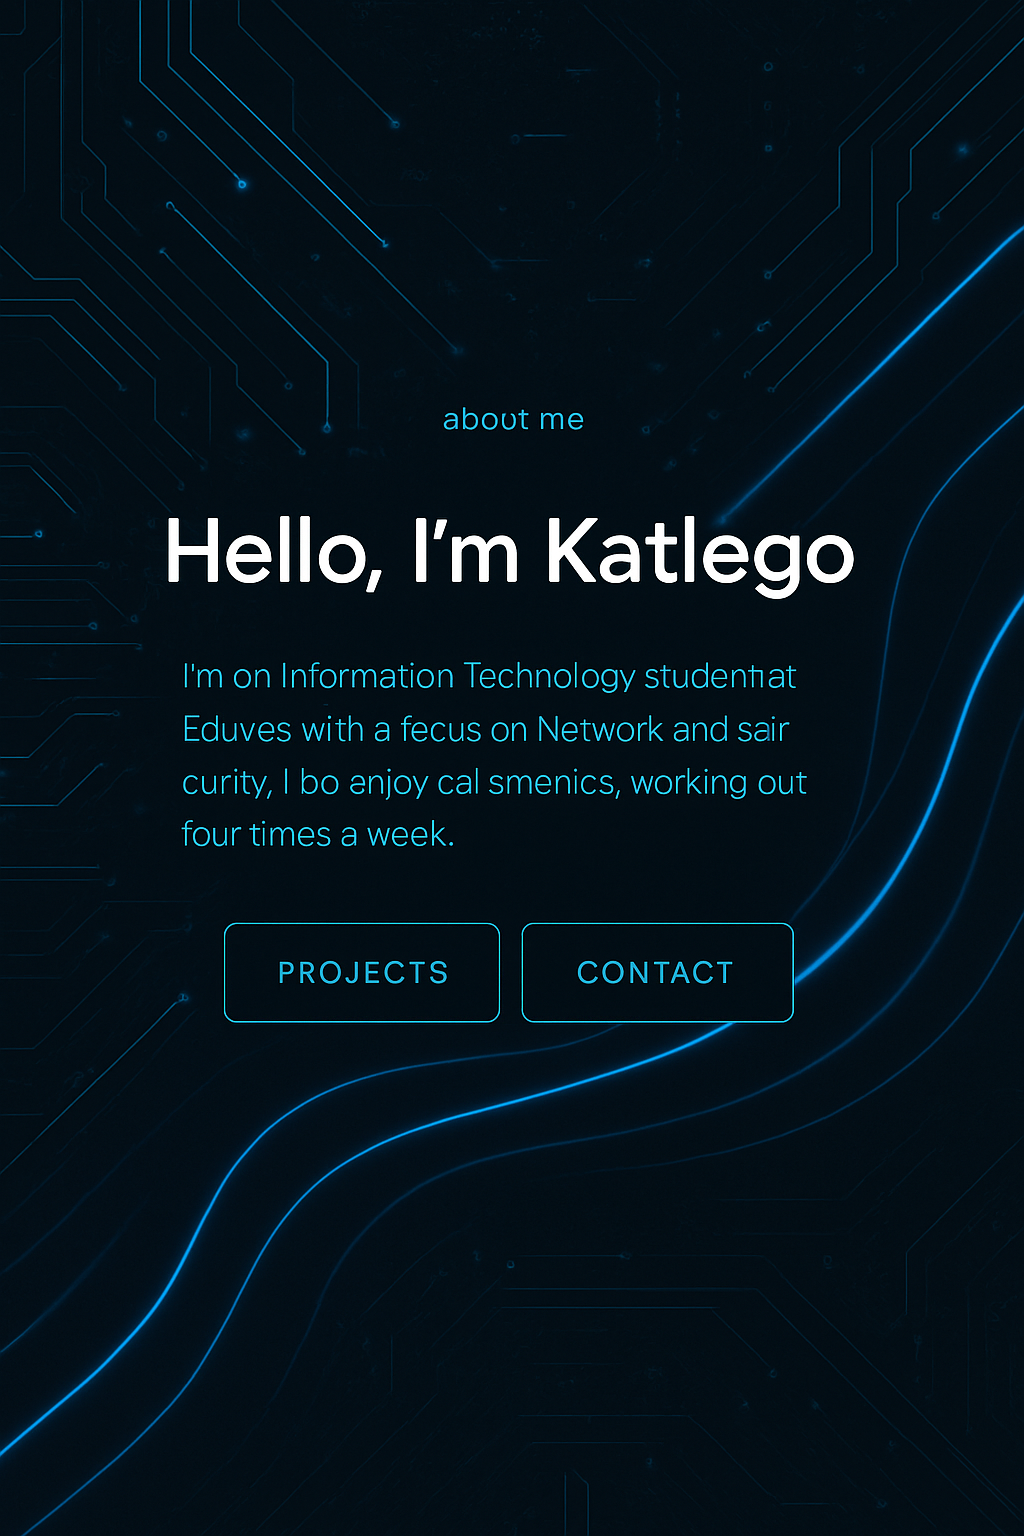 about me
Hello, I'm Katlego
I'm on Information Technology studentıat
Eduves with a fecus on Network and sair
curity, I bo anjoy cal smenics, working out
four times a week.
PROJECTS
CONTACT